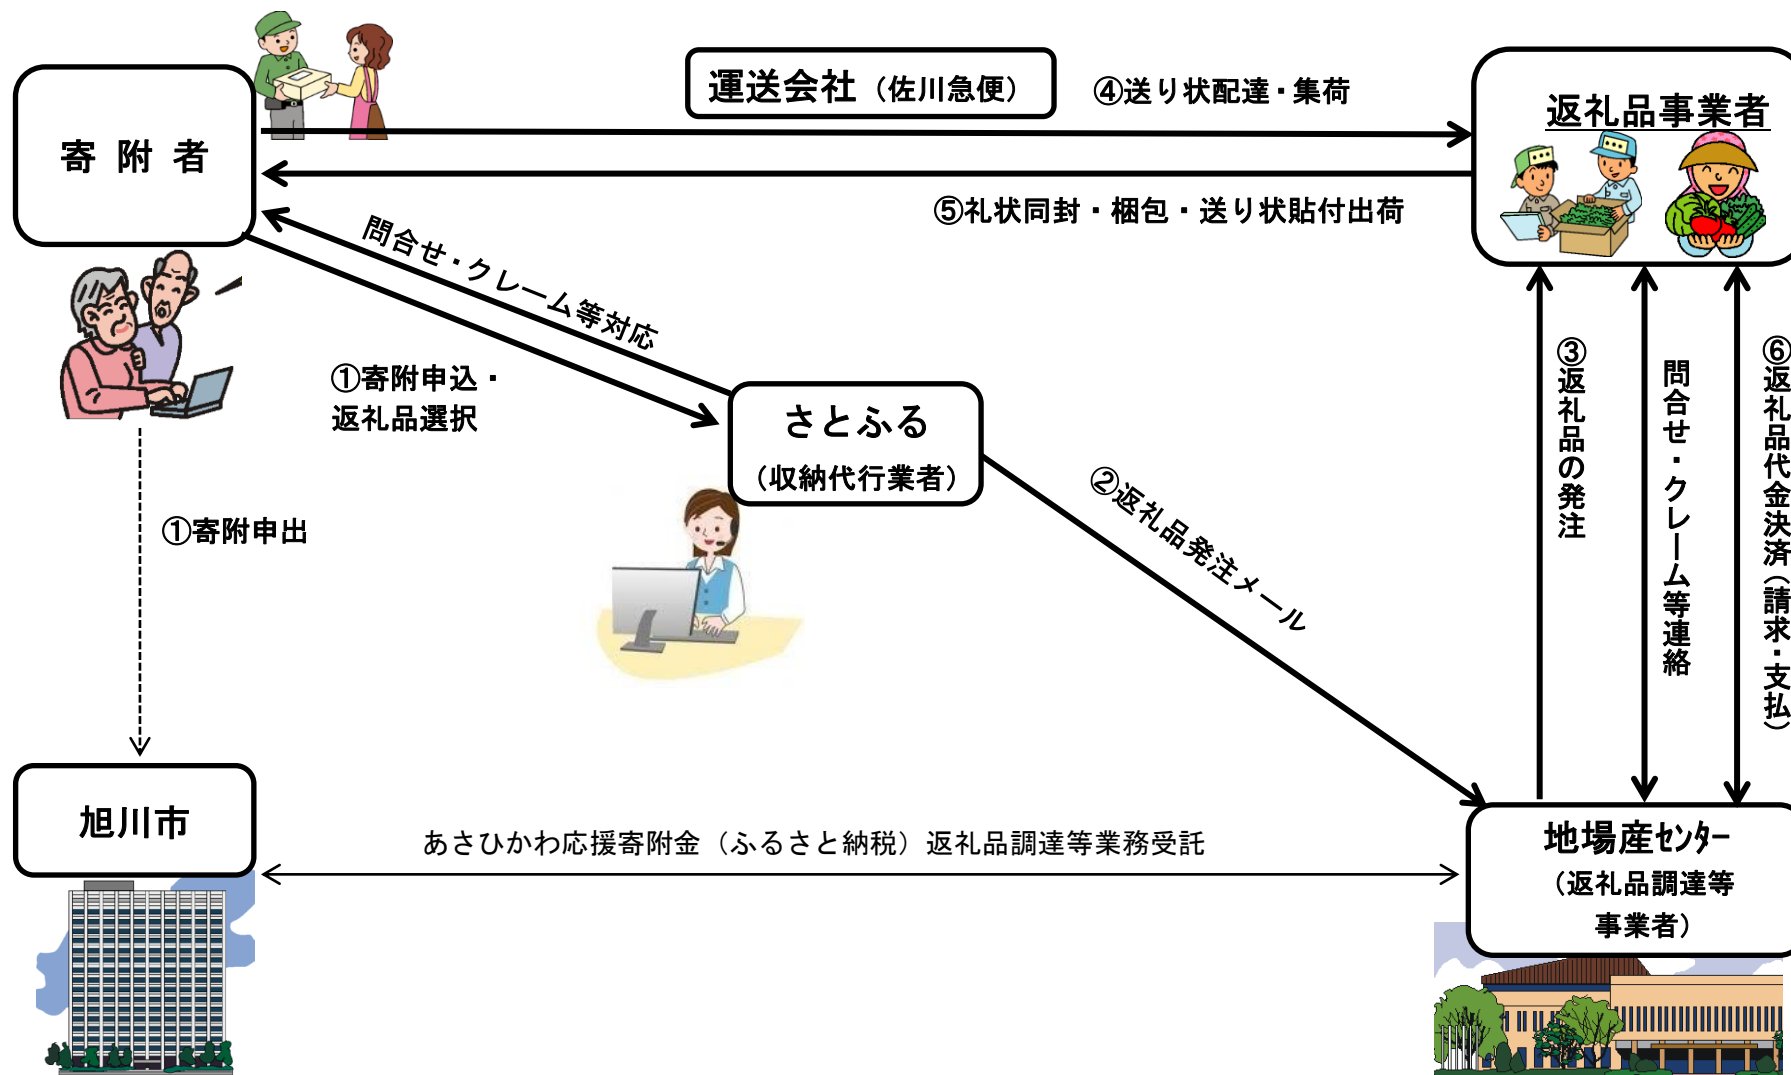 運送会社（佐川急便）
④送り状配達・集荷
返礼品事業者
寄附者
⑤礼状同封・梱包・送り状貼付出荷
問合せ・クレーム等対応
①寄附申込・
返礼品選択
さとふる
（収納代行業者）
②返礼品発注メール
③返礼品の発注
問合せ・クレーム等連絡
⑥返礼品代金決済（請求・支払）
①寄附申出
旭川市
あさひかわ応援寄附金（ふるさと納税）返礼品調達等業務受託
地場産ｾﾝﾀｰ
（返礼品調達等
事業者）